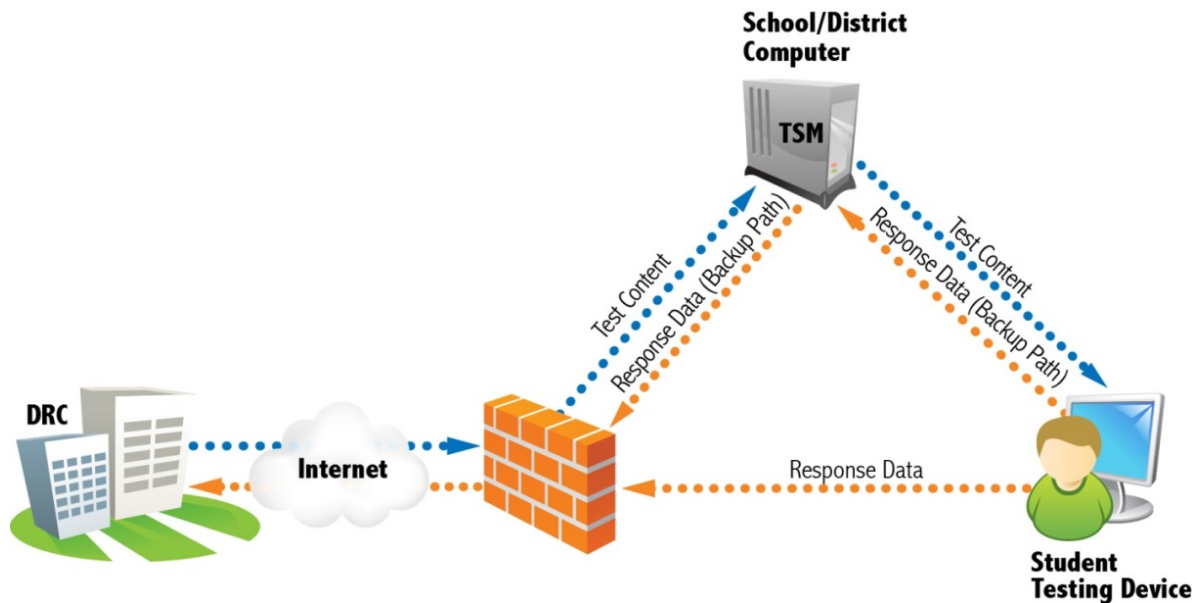 School/District
Computer
TSM
Test Content
Response Data (Backup Path)
Test Content
Response Data (Backup Path)
DRC
Internet
Response Data
Student
Testing Device